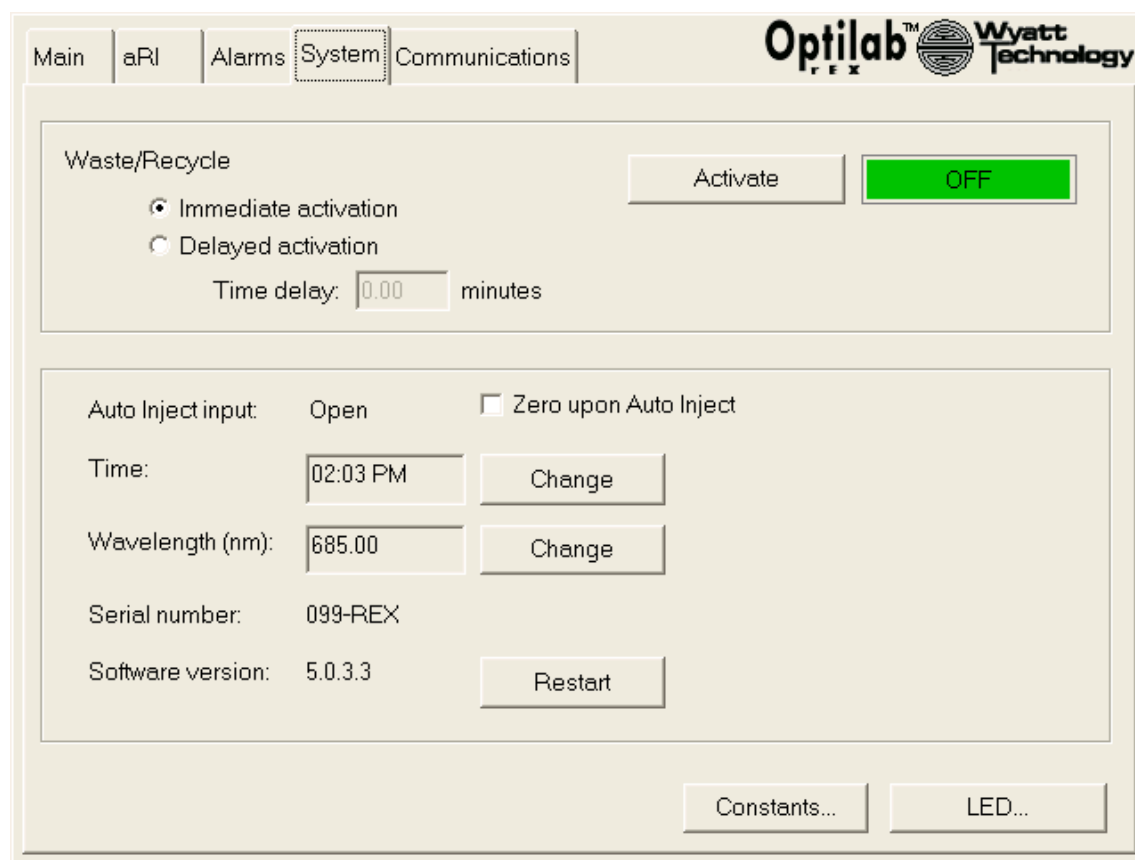 Main aRI Alarms System Communications
Optilab™ rEX Wyatt Technology
Waste/Recycle
Activate OFF
Immediate activation
Delayed activation
Time delay: 0.00 minutes
Auto Inject input: Open Zero upon Auto Inject
Time: 02:03 PM Change
Wavelength (nm): 685.00 Change
Serial number: 099-REX
Software version: 5.0.3.3 Restart
Constants... LED...